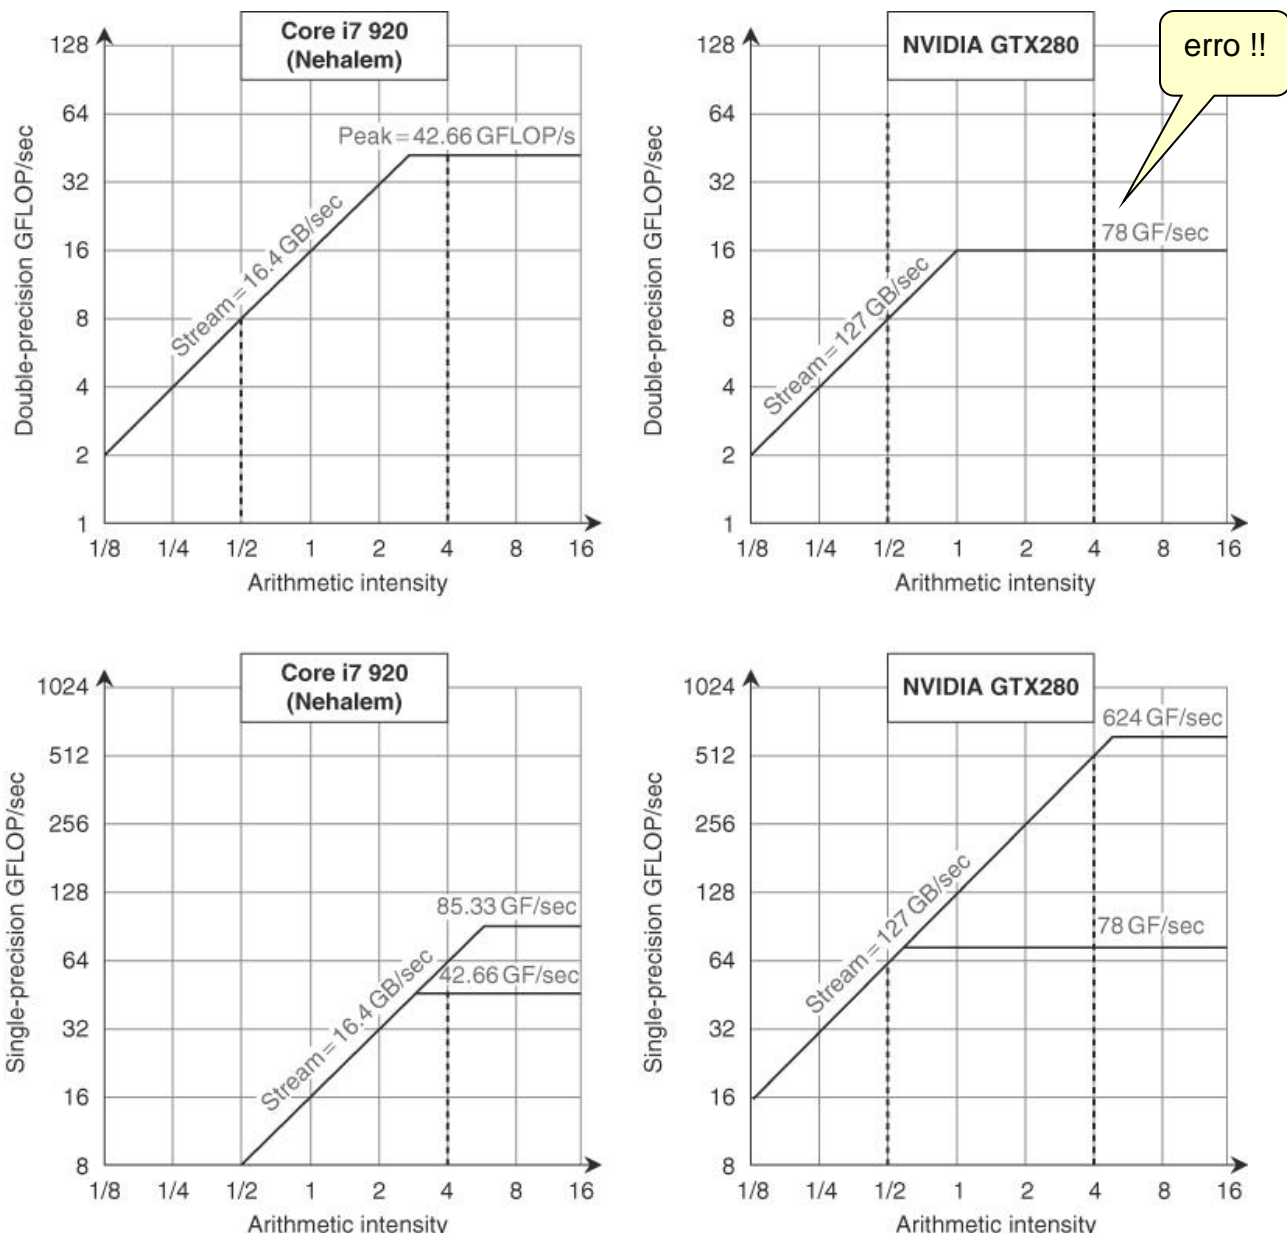 Core i7 920
(Nehalem)
Double-precision GFLOP/sec
128
64
32
16
8
4
2
1
Peak = 42.66 GFLOP/s
Stream = 16.4 GB/sec
1/8 1/4 1/2 1 2 4 8 16
Arithmetic intensity
NVIDIA GTX280
erro !!
Double-precision GFLOP/sec
128
64
32
16
8
4
2
1
78 GF/sec
Stream = 127 GB/sec
1/8 1/4 1/2 1 2 4 8 16
Arithmetic intensity
Core i7 920
(Nehalem)
Single-precision GFLOP/sec
1024
512
256
128
64
32
16
8
85.33 GF/sec
42.66 GF/sec
Stream = 16.4 GB/sec
1/8 1/4 1/2 1 2 4 8 16
Arithmetic intensity
NVIDIA GTX280
Single-precision GFLOP/sec
1024
512
256
128
64
32
16
8
624 GF/sec
78 GF/sec
Stream = 127 GB/sec
1/8 1/4 1/2 1 2 4 8 16
Arithmetic intensity